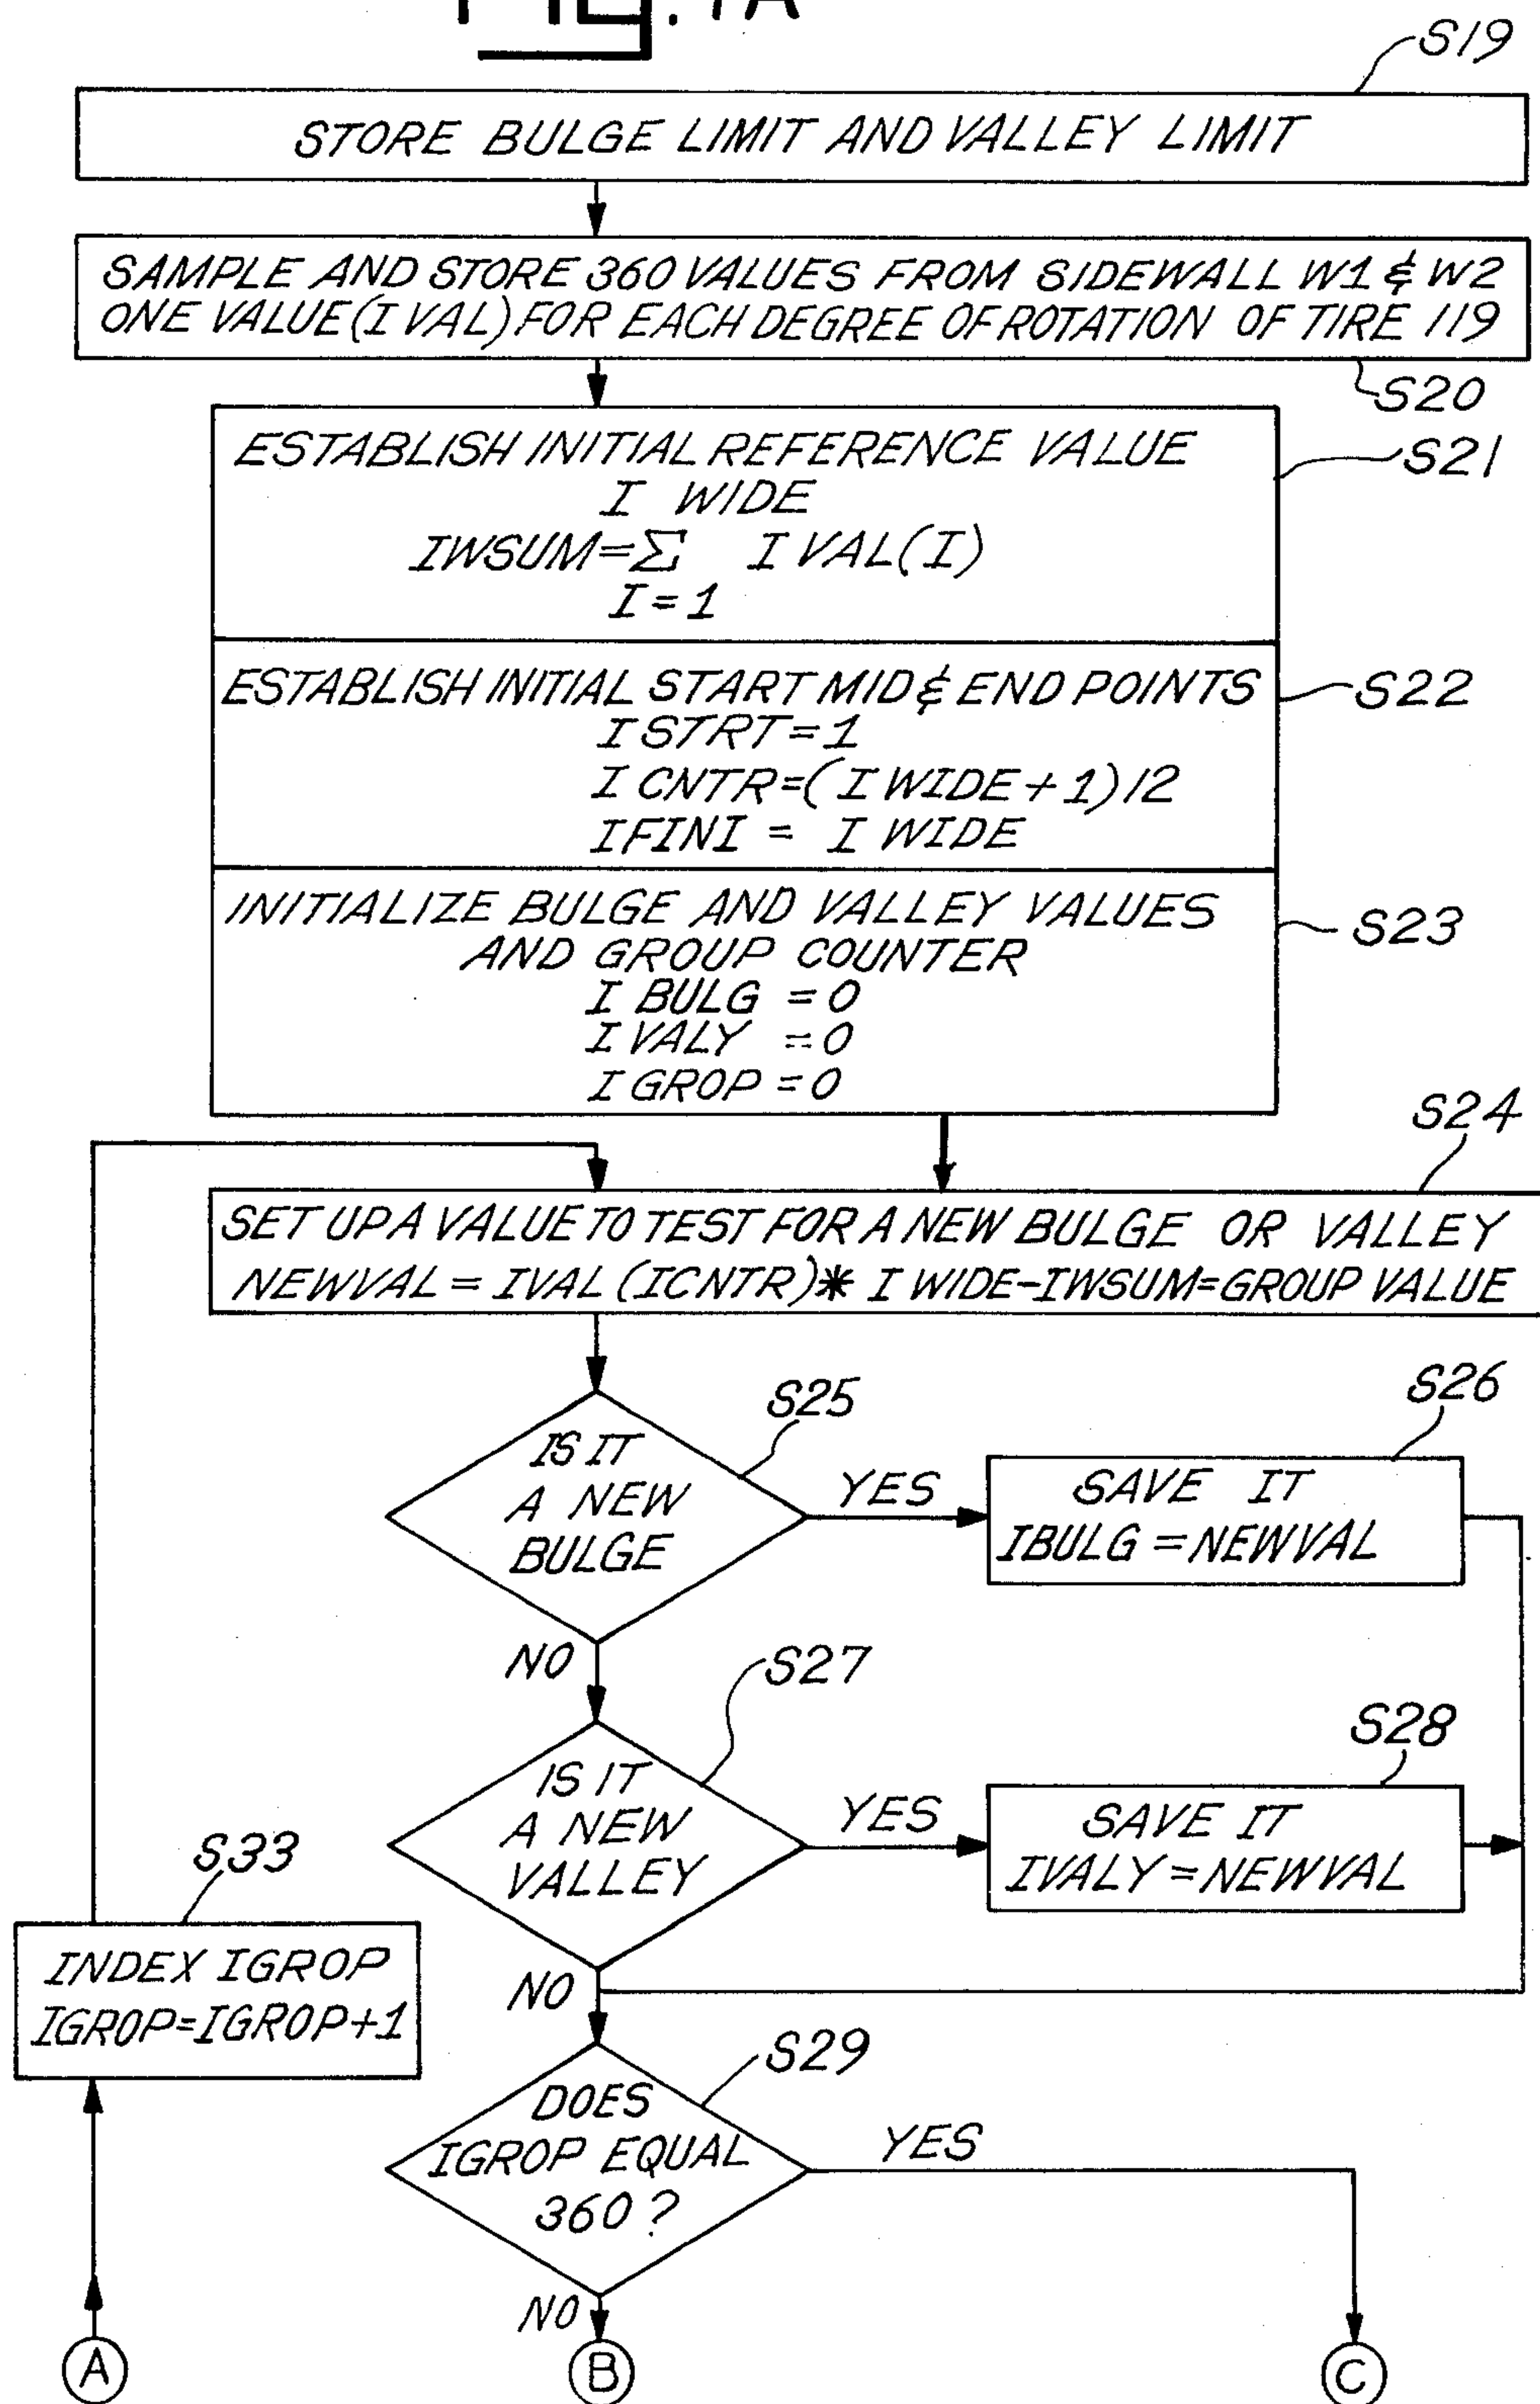 FIG. 7A
S19
STORE BULGE LIMIT AND VALLEY LIMIT
SAMPLE AND STORE 360 VALUES FROM SIDEWALL W1 & W2
ONE VALUE (I VAL) FOR EACH DEGREE OF ROTATION OF TIRE 119
S20
ESTABLISH INITIAL REFERENCE VALUE
S21
I WIDE
IWSUM=Σ I VAL(I)
I=1
ESTABLISH INITIAL START MID & END POINTS
S22
I STRT=1
I CNTR=(I WIDE+1)/2
IFINI = I WIDE
INITIALIZE BULGE AND VALLEY VALUES
S23
AND GROUP COUNTER
I BULG =0
I VALY =0
I GROP =0
S24
SET UP A VALUE TO TEST FOR A NEW BULGE OR VALLEY
NEWVAL = IVAL (ICNTR)* I WIDE-IWSUM=GROUP VALUE
S25
IS IT
A NEW
BULGE
YES
S26
SAVE IT
IBULG =NEWVAL
NO
S27
IS IT
A NEW
VALLEY
YES
S28
SAVE IT
IVALY =NEWVAL
NO
S33
INDEX IGROP
IGROP=IGROP+1
S29
DOES
IGROP EQUAL
360 ?
YES
NO
A
B
C